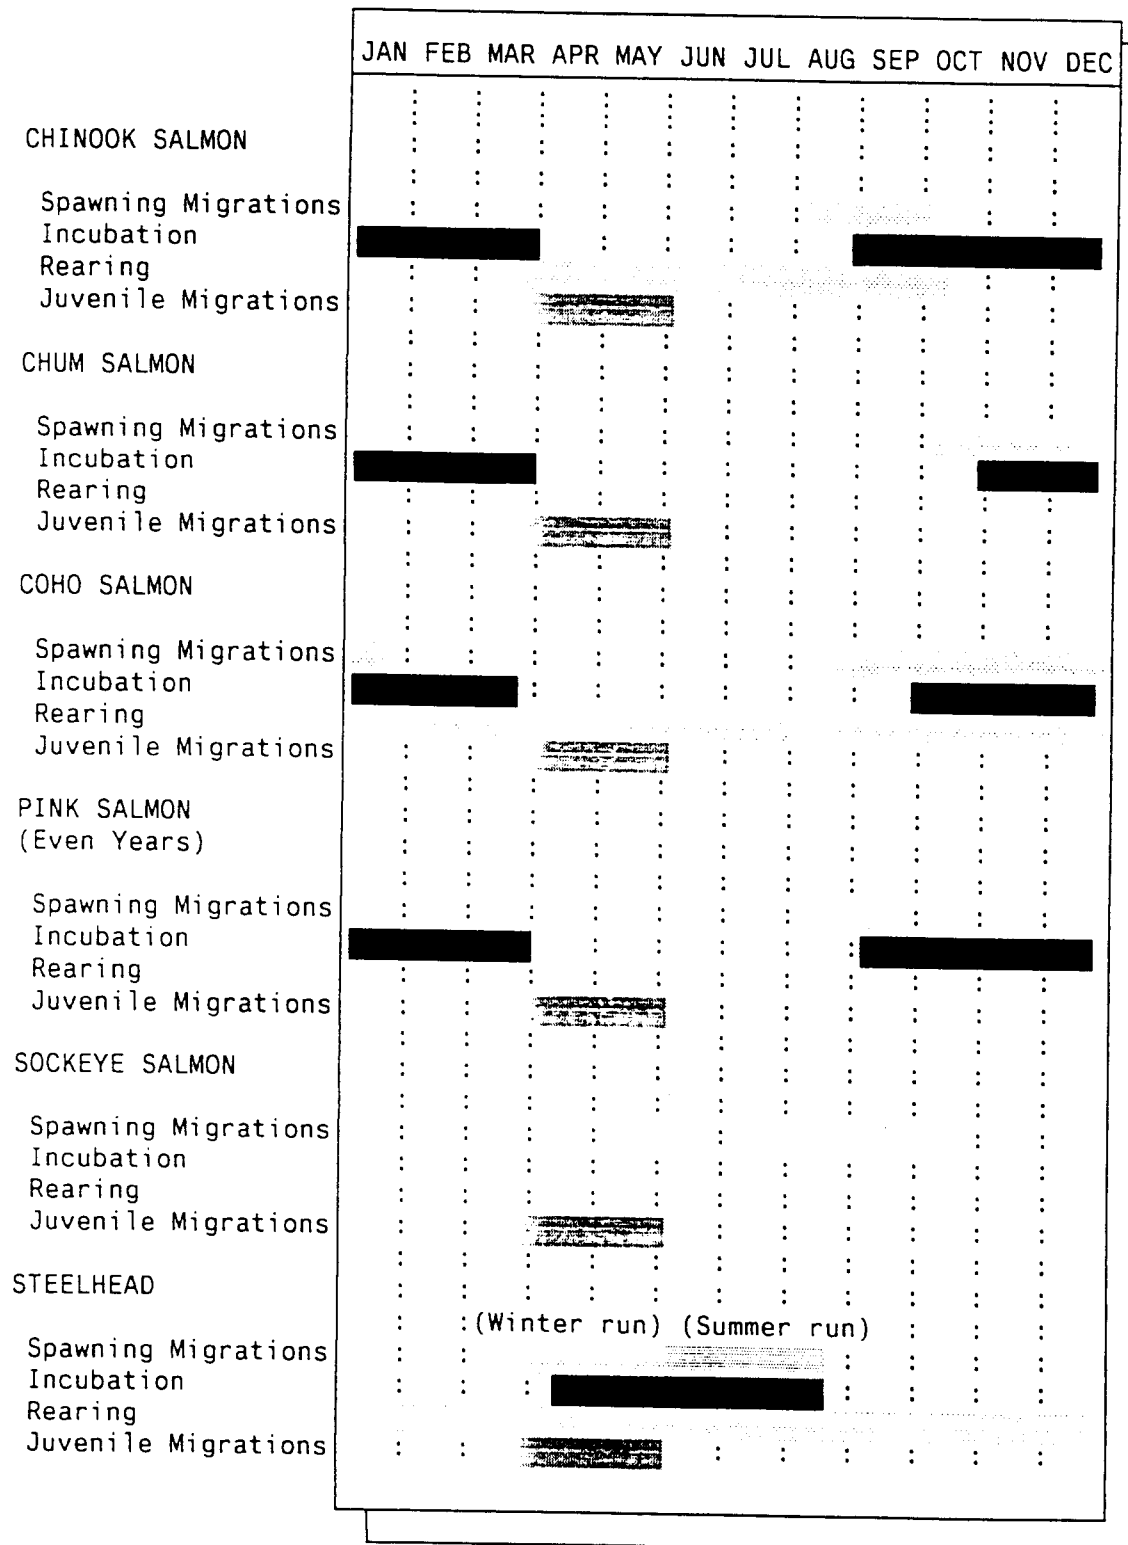 JAN FEB MAR APR MAY JUN JUL AUG SEP OCT NOV DEC
CHINOOK SALMON
Spawning Migrations
Incubation
Rearing
Juvenile Migrations
CHUM SALMON
Spawning Migrations
Incubation
Rearing
Juvenile Migrations
COHO SALMON
Spawning Migrations
Incubation
Rearing
Juvenile Migrations
PINK SALMON
(Even Years)
Spawning Migrations
Incubation
Rearing
Juvenile Migrations
SOCKEYE SALMON
Spawning Migrations
Incubation
Rearing
Juvenile Migrations
STEELHEAD
(Winter run) (Summer run)
Spawning Migrations
Incubation
Rearing
Juvenile Migrations